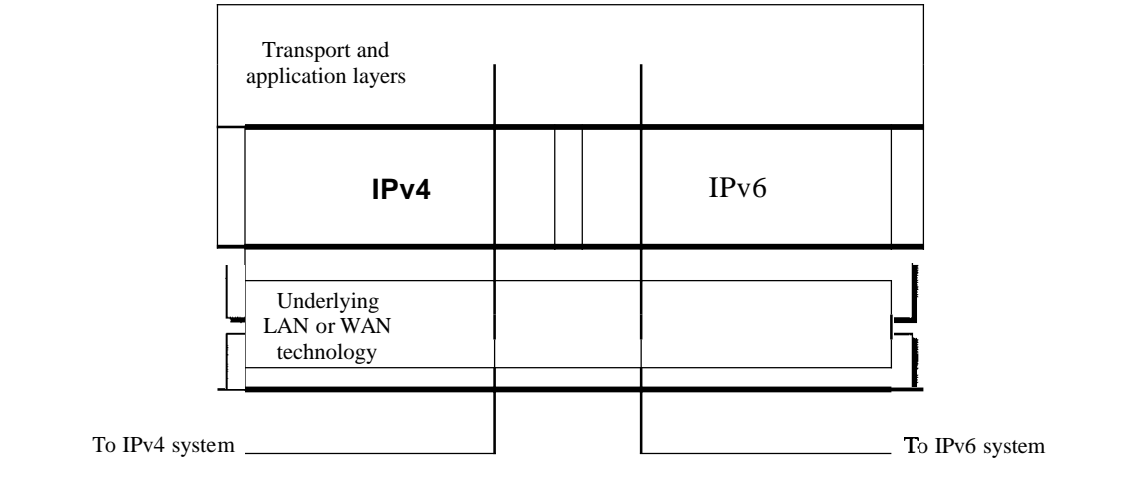 Transport and
application layers
IPv4
IPv6
Underlying
LAN or WAN
technology
To IPv4 system
To IPv6 system